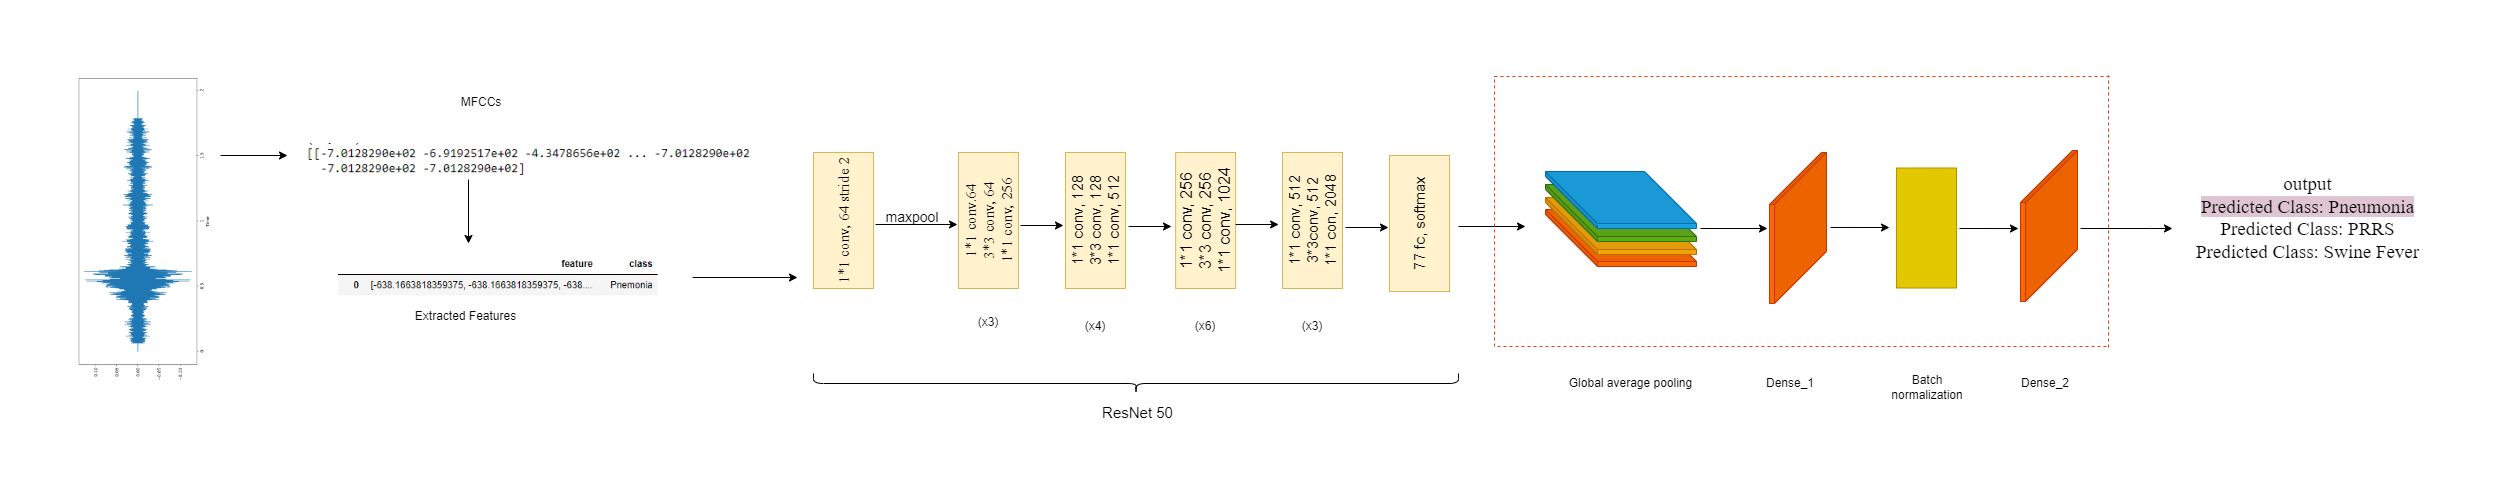 MFCCs
[[-7.0128290e+02 -6.9192517e+02 -4.3478656e+02 ... -7.0128290e+02
-7.0128290e+02 -7.0128290e+02]
feature class
0 [-638.1663818359375, -638.1663818359375, -638.... Pnemonia
Extracted Features
1*1 conv, 64 stride 2
maxpool
1*1 conv.64
3*3 conv, 64
1*1 conv, 256
(x3)
1*1 conv, 128
3*3 conv, 128
1*1 conv, 512
(x4)
1*1 conv, 256
3*3 conv, 256
1*1 conv, 1024
(x6)
1*1 conv, 512
3*3conv, 512
1*1 con, 2048
(x3)
77 fc, softmax
ResNet 50
Global average pooling
Dense_1
Batch
normalization
Dense_2
output
Predicted Class: Pneumonia
Predicted Class: PRRS
Predicted Class: Swine Fever